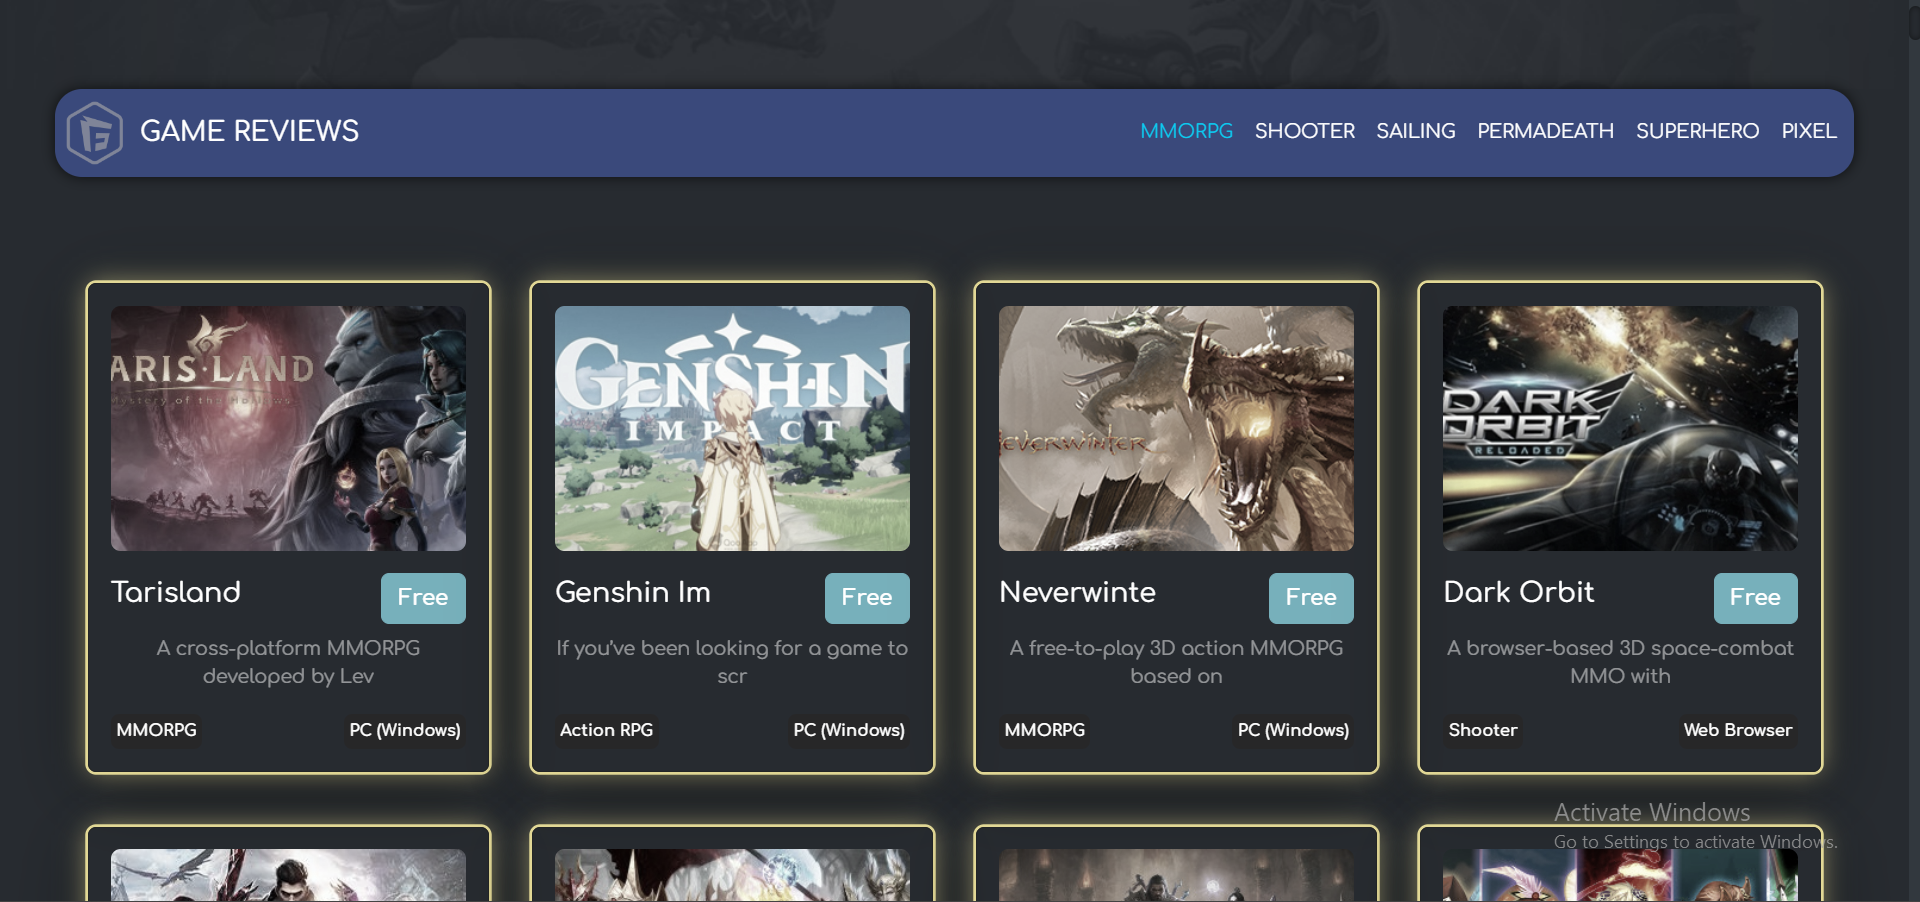 GAME REVIEWS
MMORPG SHOOTER SAILING PERMADEATH SUPERHERO PIXEL
ARIS·LAND
Mystery of the Hollows
GENSHIN
IMPACT
NEVERWINTER
DARK
ORBIT
RELOADED
Tarisland Free
A cross-platform MMORPG
developed by Lev
MMORPG PC (Windows)
Genshin Im Free
If you’ve been looking for a game to
scr
Action RPG PC (Windows)
Neverwinte Free
A free-to-play 3D action MMORPG
based on
MMORPG PC (Windows)
Dark Orbit Free
A browser-based 3D space-combat
MMO with
Shooter Web Browser
Activate Windows
Go to Settings to activate Windows.